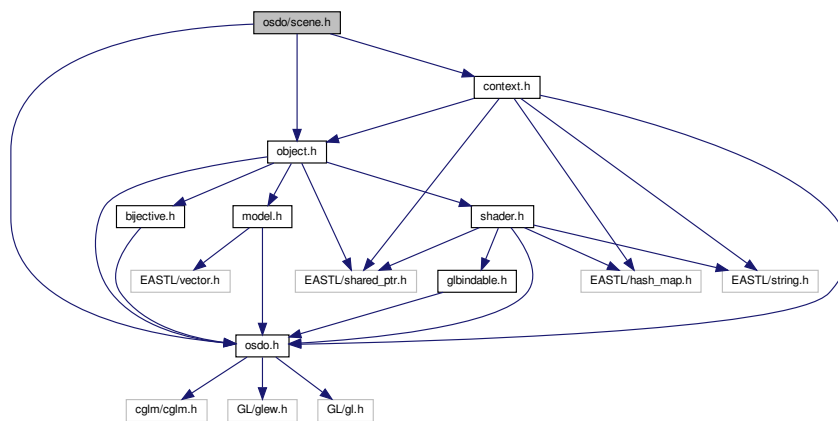 osdo/scene.h
context.h
object.h
bijective.h
model.h
shader.h
EASTL/vector.h
EASTL/shared_ptr.h
glbindable.h
EASTL/hash_map.h
EASTL/string.h
osdo.h
cglm/cglm.h
GL/glew.h
GL/gl.h